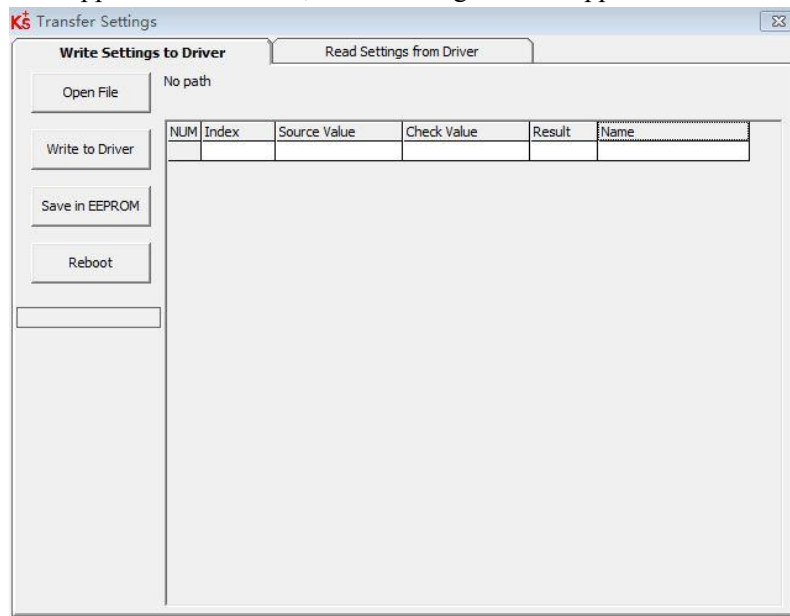 Kṡ Transfer Settings
Write Settings to Driver
Read Settings from Driver
Open File
No path
NUM Index Source Value Check Value Result Name
Write to Driver
Save in EEPROM
Reboot